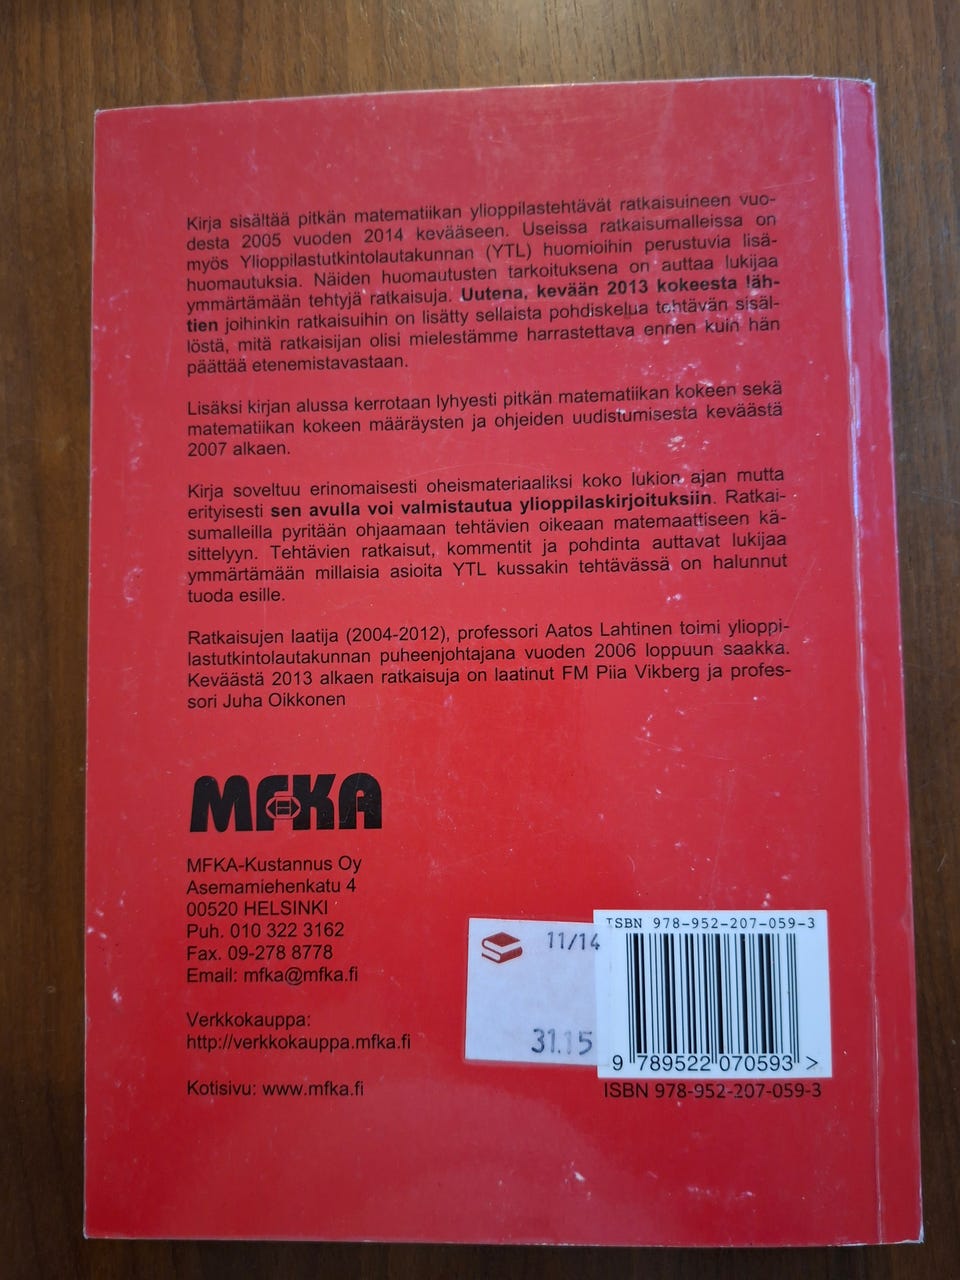 Kirja sisältää pitkän matematiikan ylioppilastehtävät ratkaisuineen vuo-
desta 2005 vuoden 2014 kevääseen. Useissa ratkaisumalleissa on
myös Ylioppilastutkintolautakunnan (YTL) huomioihin perustuvia lisä-
huomautuksia. Näiden huomautusten tarkoituksena on auttaa lukijaa
ymmärtämään tehtyjä ratkaisuja. Uutena, kevään 2013 kokeesta läh-
tien joihinkin ratkaisuihin on lisätty sellaista pohdiskelua tehtävän sisäl-
löstä, mitä ratkaisijan olisi mielestämme harrastettava ennen kuin hän
päättää etenemistavastaan.
Lisäksi kirjan alussa kerrotaan lyhyesti pitkän matematiikan kokeen sekä
matematiikan kokeen määräysten ja ohjeiden uudistumisesta keväästä
2007 alkaen.
Kirja soveltuu erinomaisesti oheismateriaaliksi koko lukion ajan mutta
erityisesti sen avulla voi valmistautua ylioppilaskirjoituksiin. Ratkai-
sumalleilla pyritään ohjaamaan tehtävien oikeaan matemaattiseen kä-
sittelyyn. Tehtävien ratkaisut, kommentit ja pohdinta auttavat lukijaa
ymmärtämään millaisia asioita YTL kussakin tehtävässä on halunnut
tuoda esille.
Ratkaisujen laatija (2004-2012), professori Aatos Lahtinen toimi ylioppi-
lastutkintolautakunnan puheenjohtajana vuoden 2006 loppuun saakka.
Keväästä 2013 alkaen ratkaisuja on laatinut FM Piia Vikberg ja profes-
sori Juha Oikkonen
MFKA
MFKA-Kustannus Oy
Asemamiehenkatu 4
00520 HELSINKI
Puh. 010 322 3162
Fax. 09-278 8778
Email: mfka@mfka.fi
Verkkokauppa:
http://verkkokauppa.mfka.fi
Kotisivu: www.mfka.fi
11/14
31.15
ISBN 978-952-207-059-3
9 789522 070593 >
ISBN 978-952-207-059-3